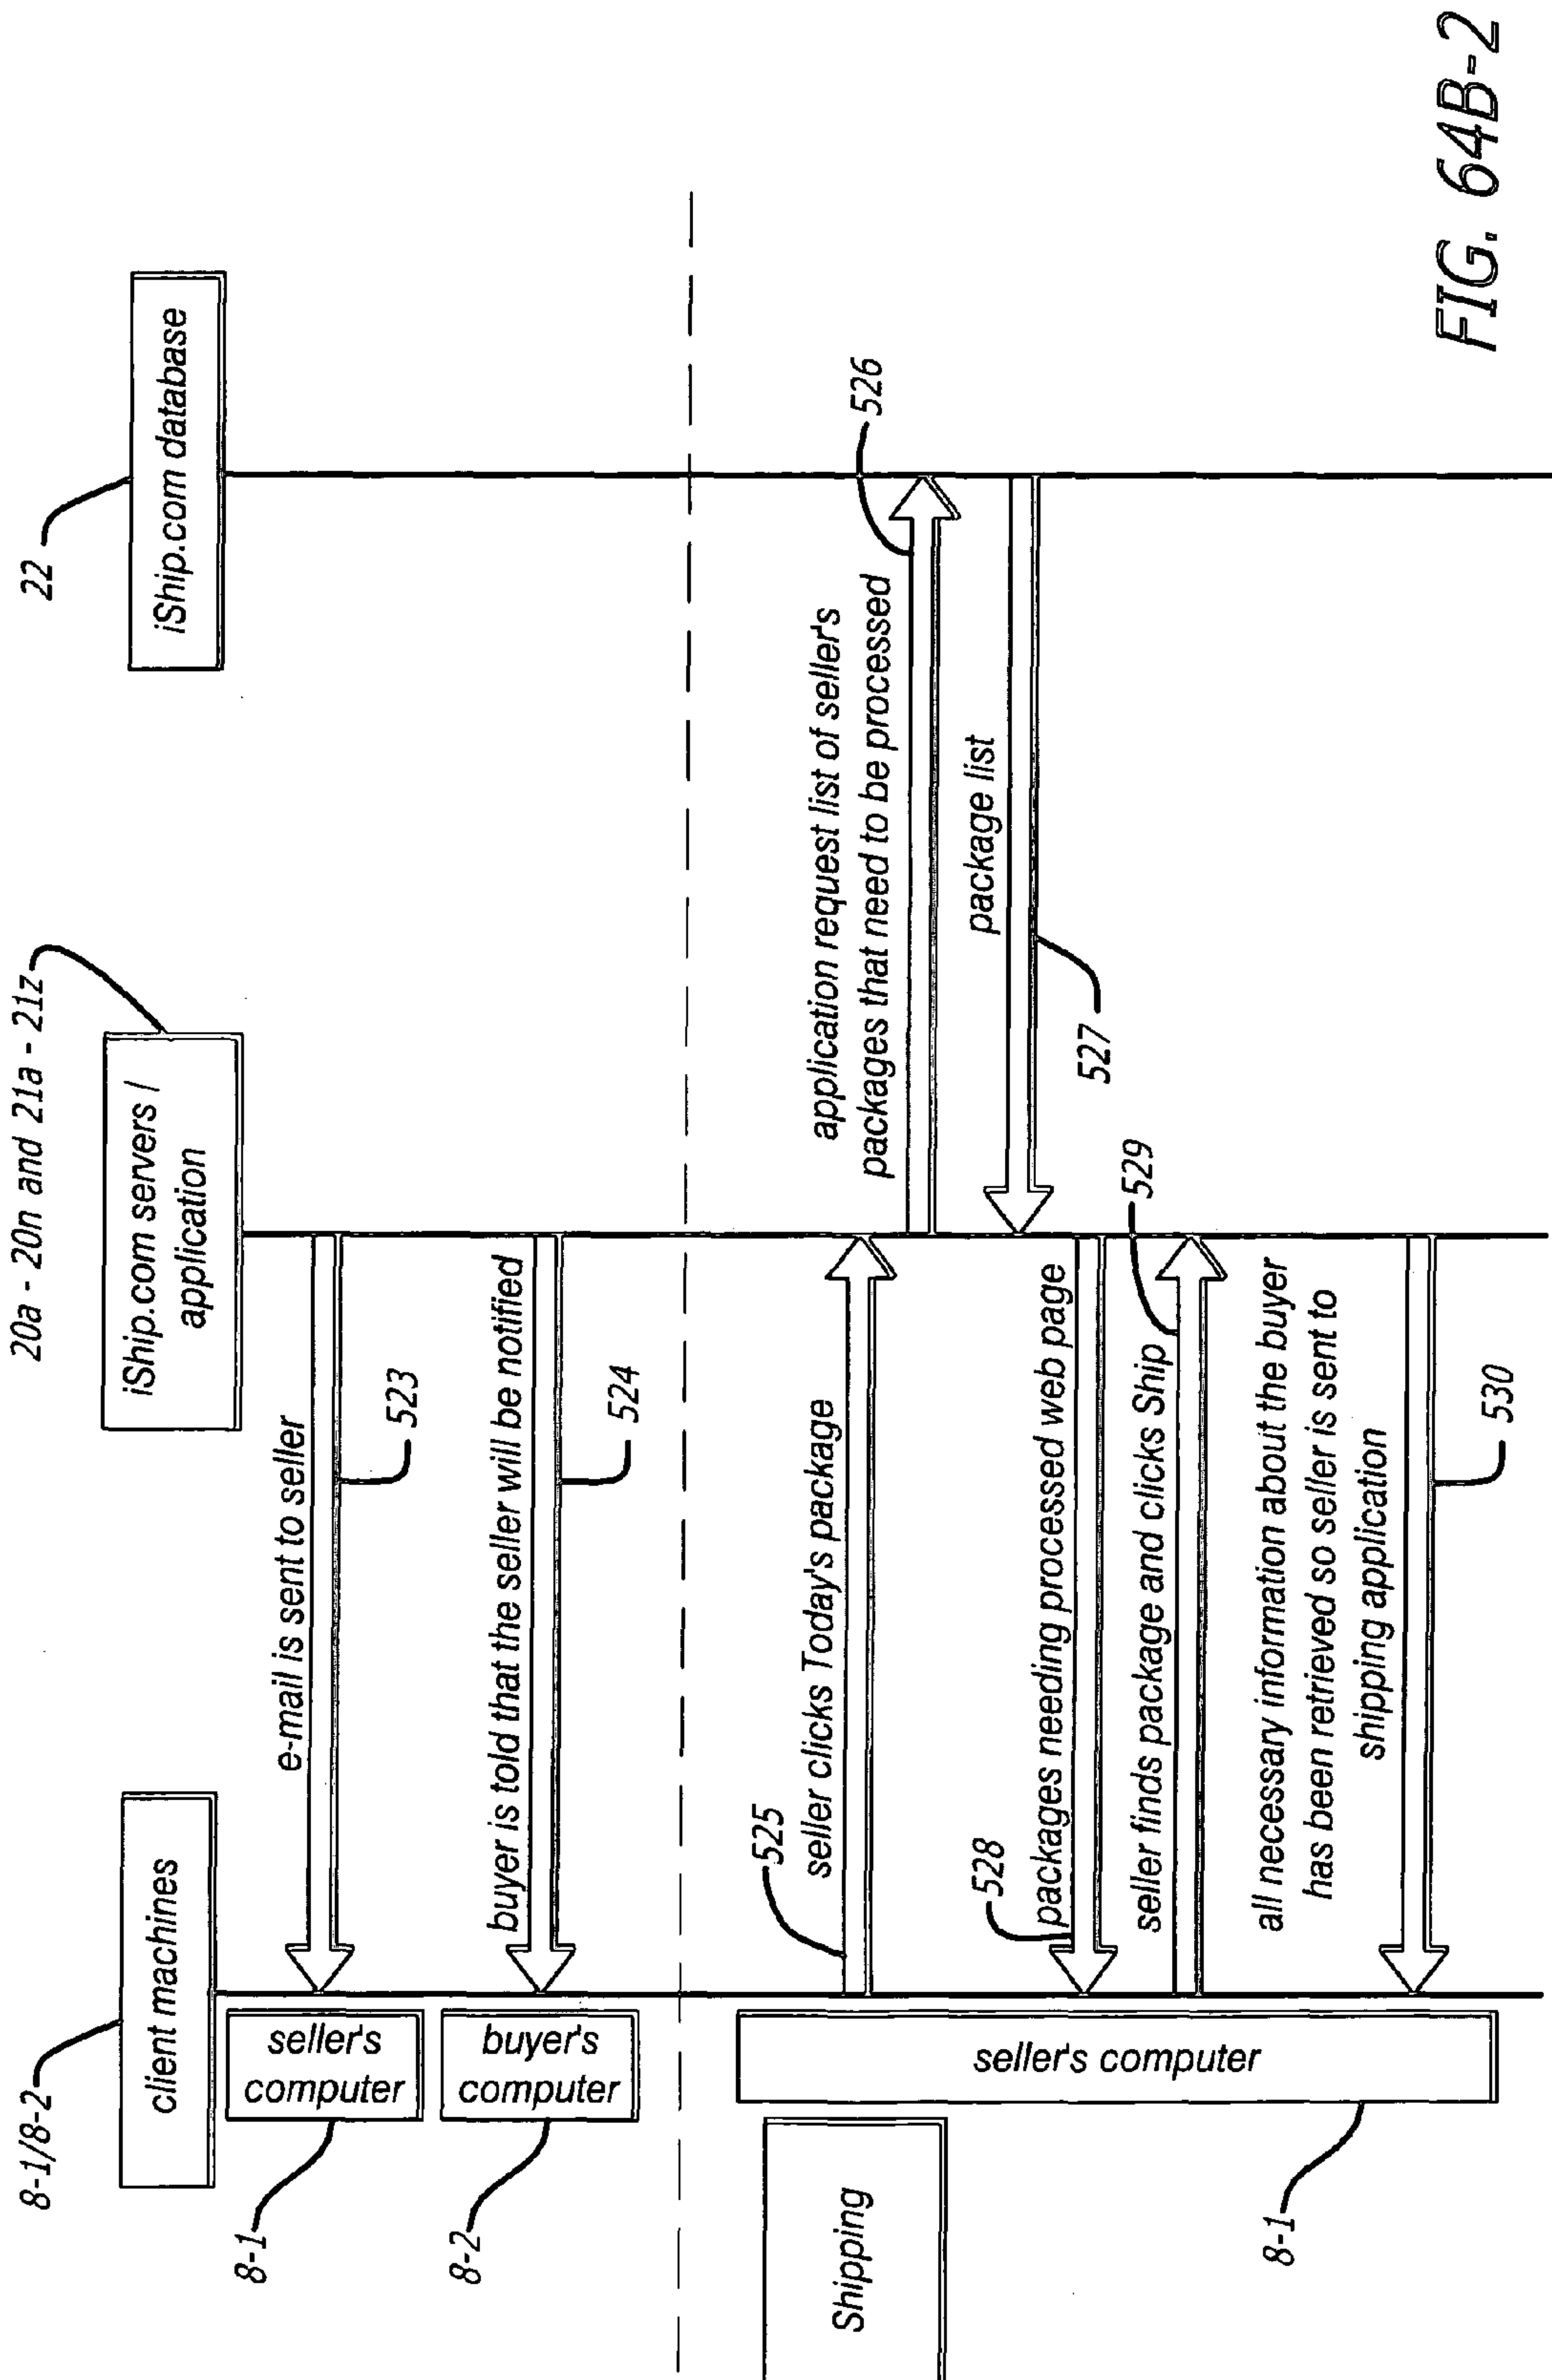 8-1/8-2
20a - 20n and 21a - 21z
22
client machines
iShip.com servers /
application
iShip.com database
8-1
seller's
computer
e-mail is sent to seller
523
8-2
buyer's
computer
buyer is told that the seller will be notified
524
Shipping
seller's computer
8-1
525
seller clicks Today's package
application request list of seller's
packages that need to be processed
526
package list
527
528
packages needing processed web page
seller finds package and clicks Ship
529
all necessary information about the buyer
has been retrieved so seller is sent to
shipping application
530
FIG. 64B-2